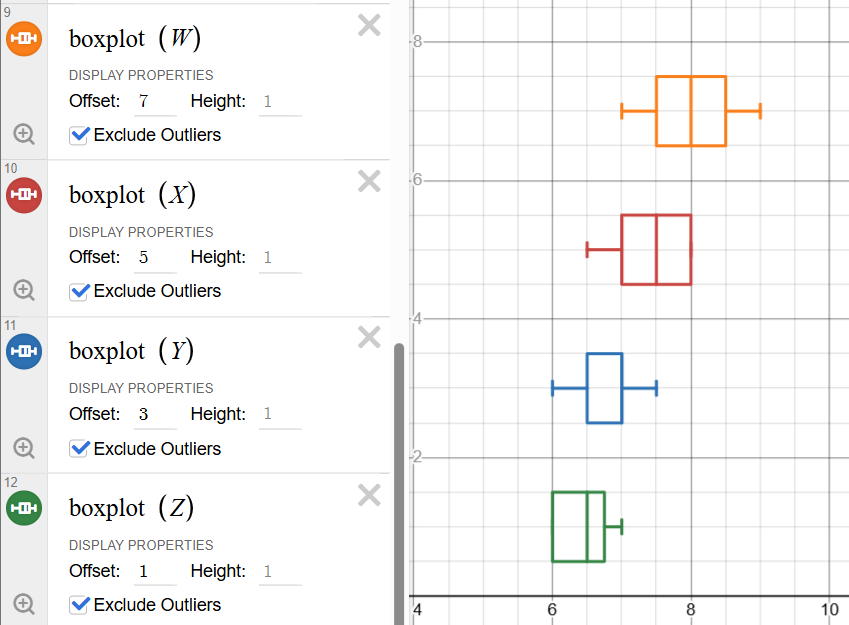 9
boxplot (W)
DISPLAY PROPERTIES
Offset: 7 Height: 1
Exclude Outliers
10
boxplot (X)
DISPLAY PROPERTIES
Offset: 5 Height: 1
Exclude Outliers
11
boxplot (Y)
DISPLAY PROPERTIES
Offset: 3 Height: 1
Exclude Outliers
12
boxplot (Z)
DISPLAY PROPERTIES
Offset: 1 Height: 1
Exclude Outliers
8
6
4
2
4 6 8 10